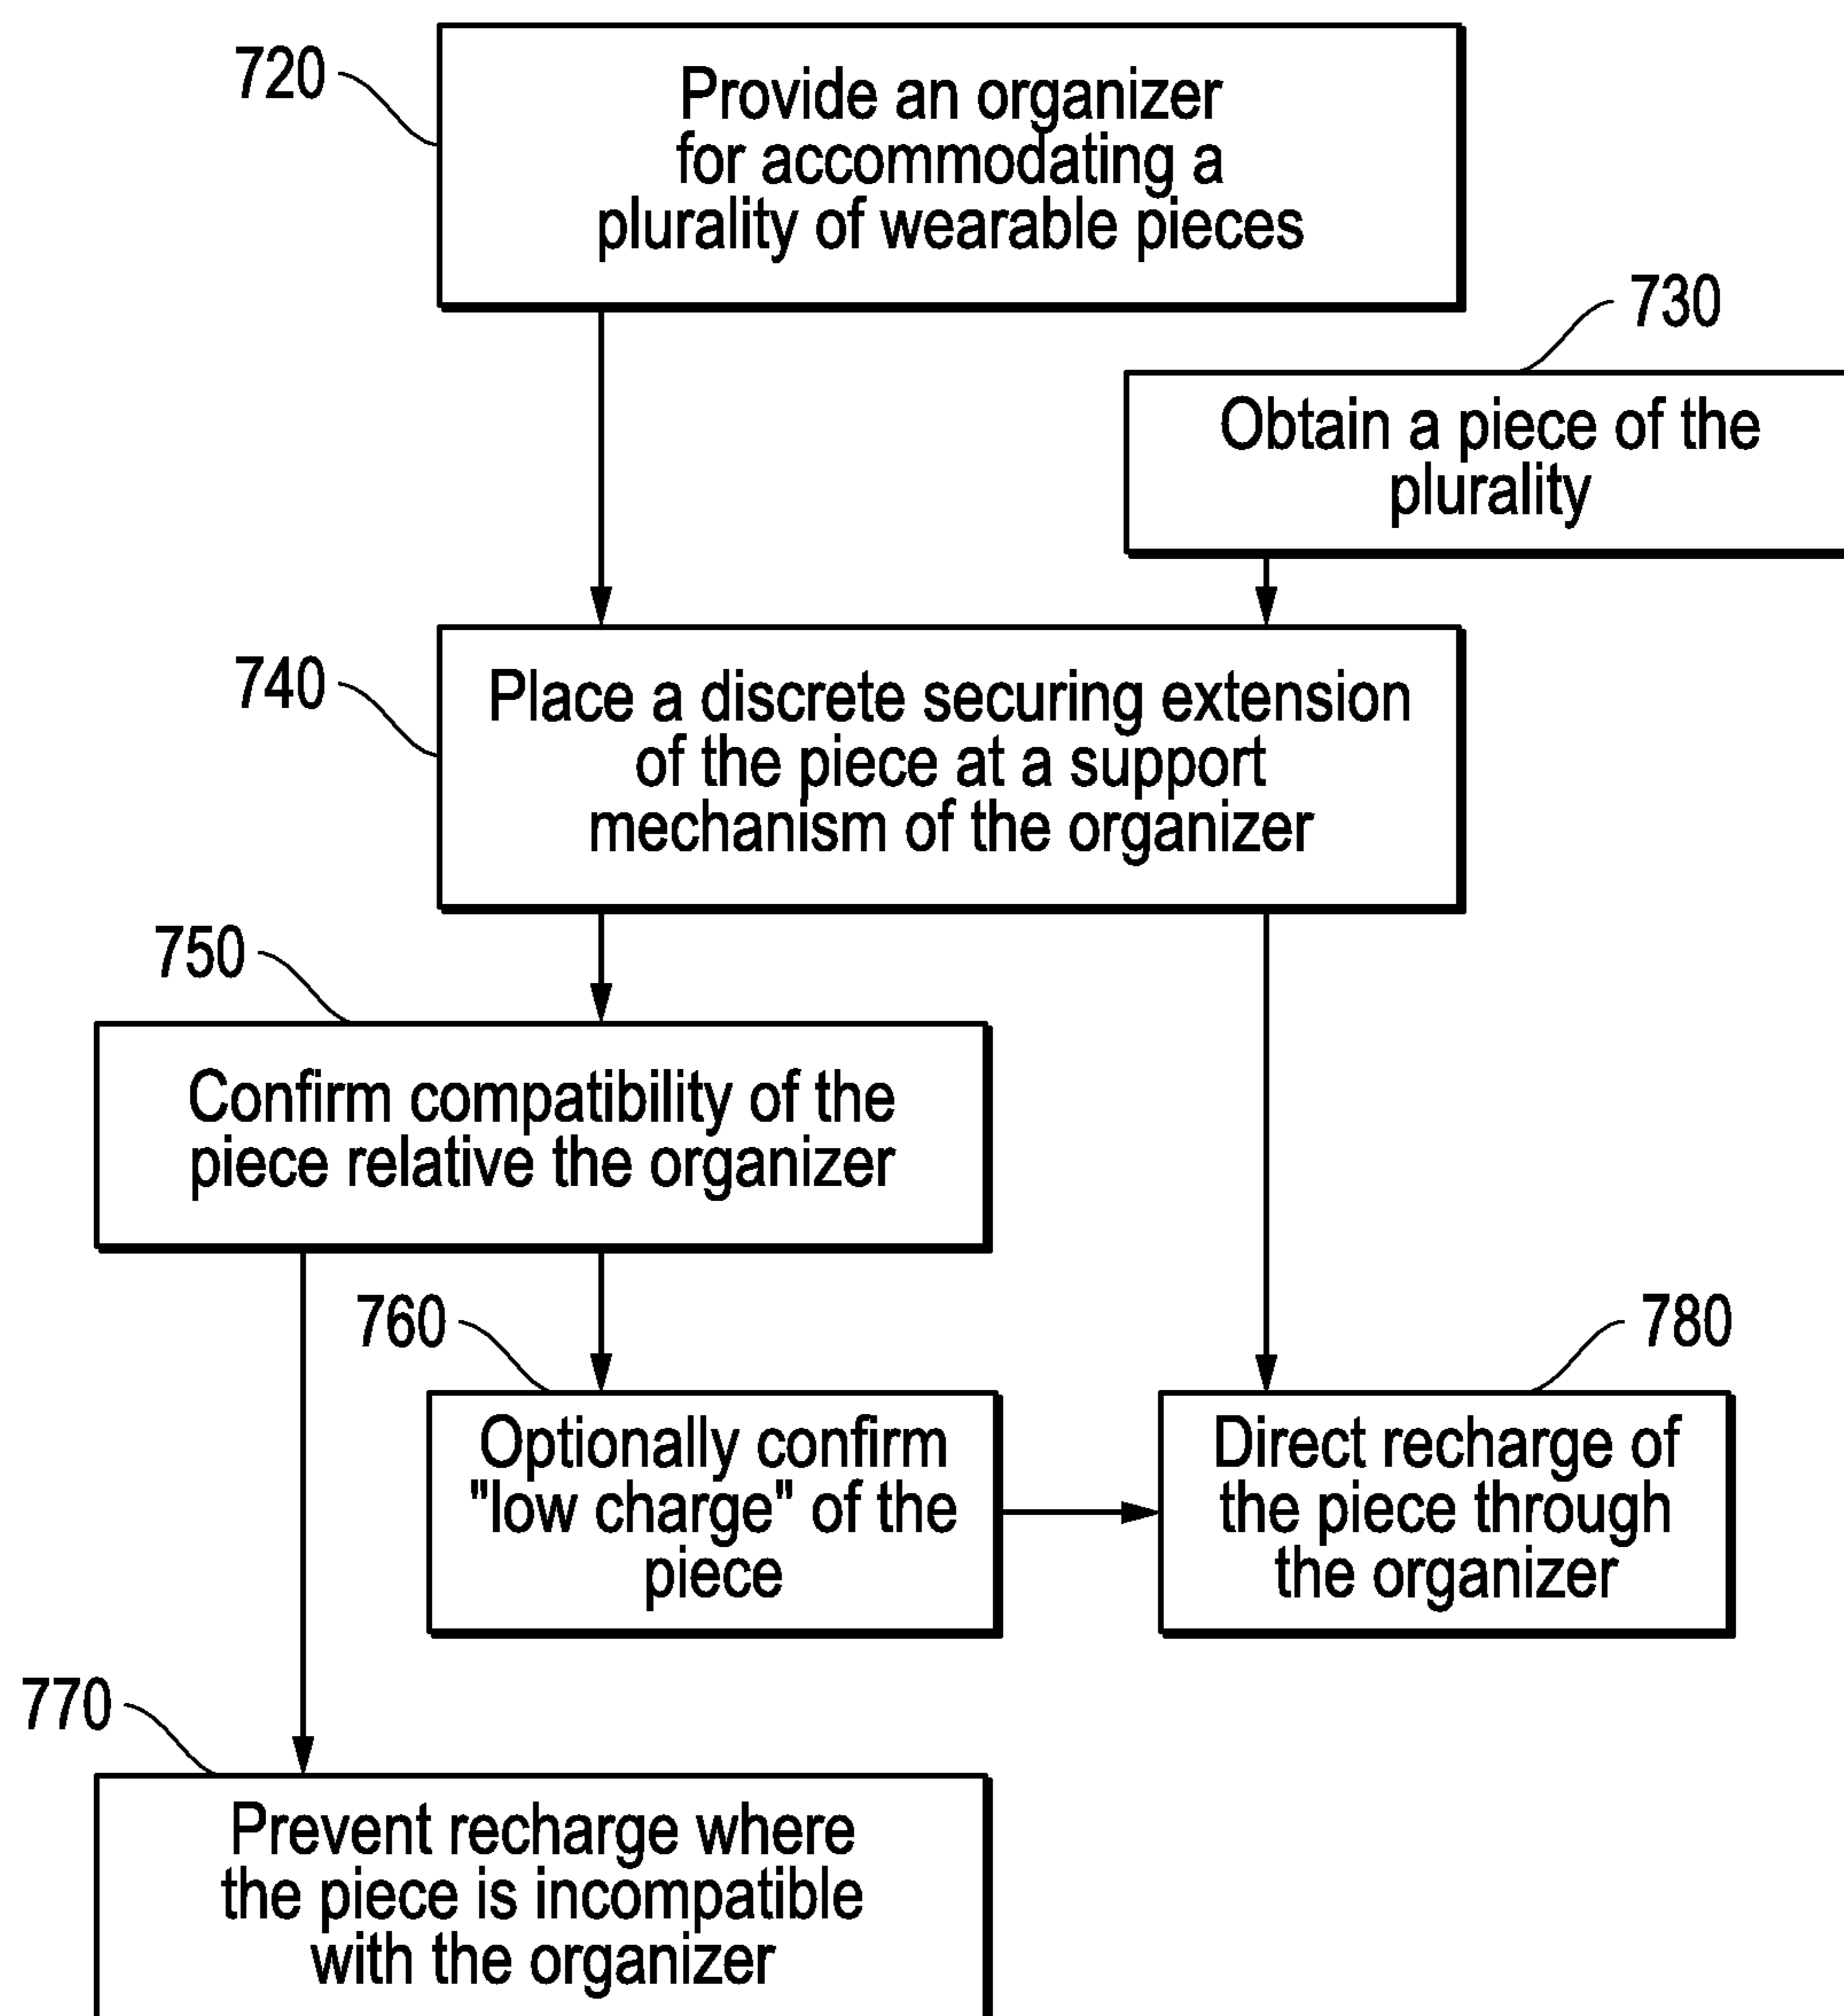 720
Provide an organizer
for accommodating a
plurality of wearable pieces
730
Obtain a piece of the
plurality
740
Place a discrete securing extension
of the piece at a support
mechanism of the organizer
750
Confirm compatibility of the
piece relative the organizer
760
Optionally confirm
"low charge" of the
piece
780
Direct recharge of
the piece through
the organizer
770
Prevent recharge where
the piece is incompatible
with the organizer